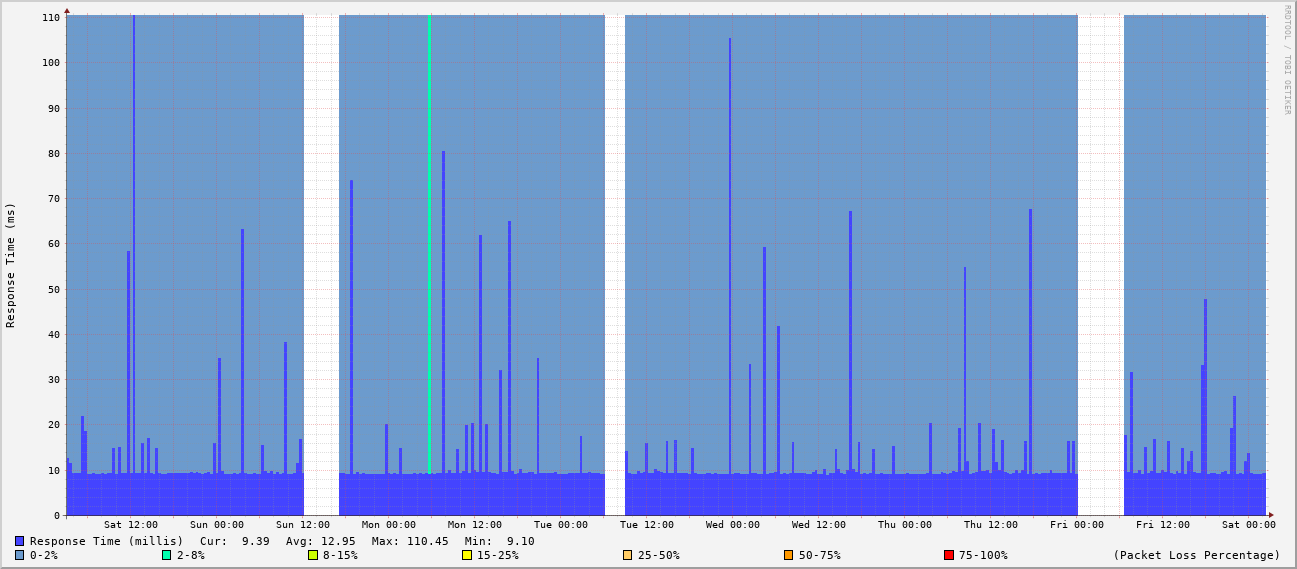 110
100
90
80
70
60
50
40
30
20
10
0
Response Time (ms)
RRDTOOL / TOBI OETIKER
Sat 12:00 Sun 00:00 Sun 12:00 Mon 00:00 Mon 12:00 Tue 00:00 Tue 12:00 Wed 00:00 Wed 12:00 Thu 00:00 Thu 12:00 Fri 00:00 Fri 12:00 Sat 00:00
Response Time (millis) Cur: 9.39 Avg: 12.95 Max: 110.45 Min: 9.10
0-2% 2-8% 8-15% 15-25% 25-50% 50-75% 75-100% (Packet Loss Percentage)